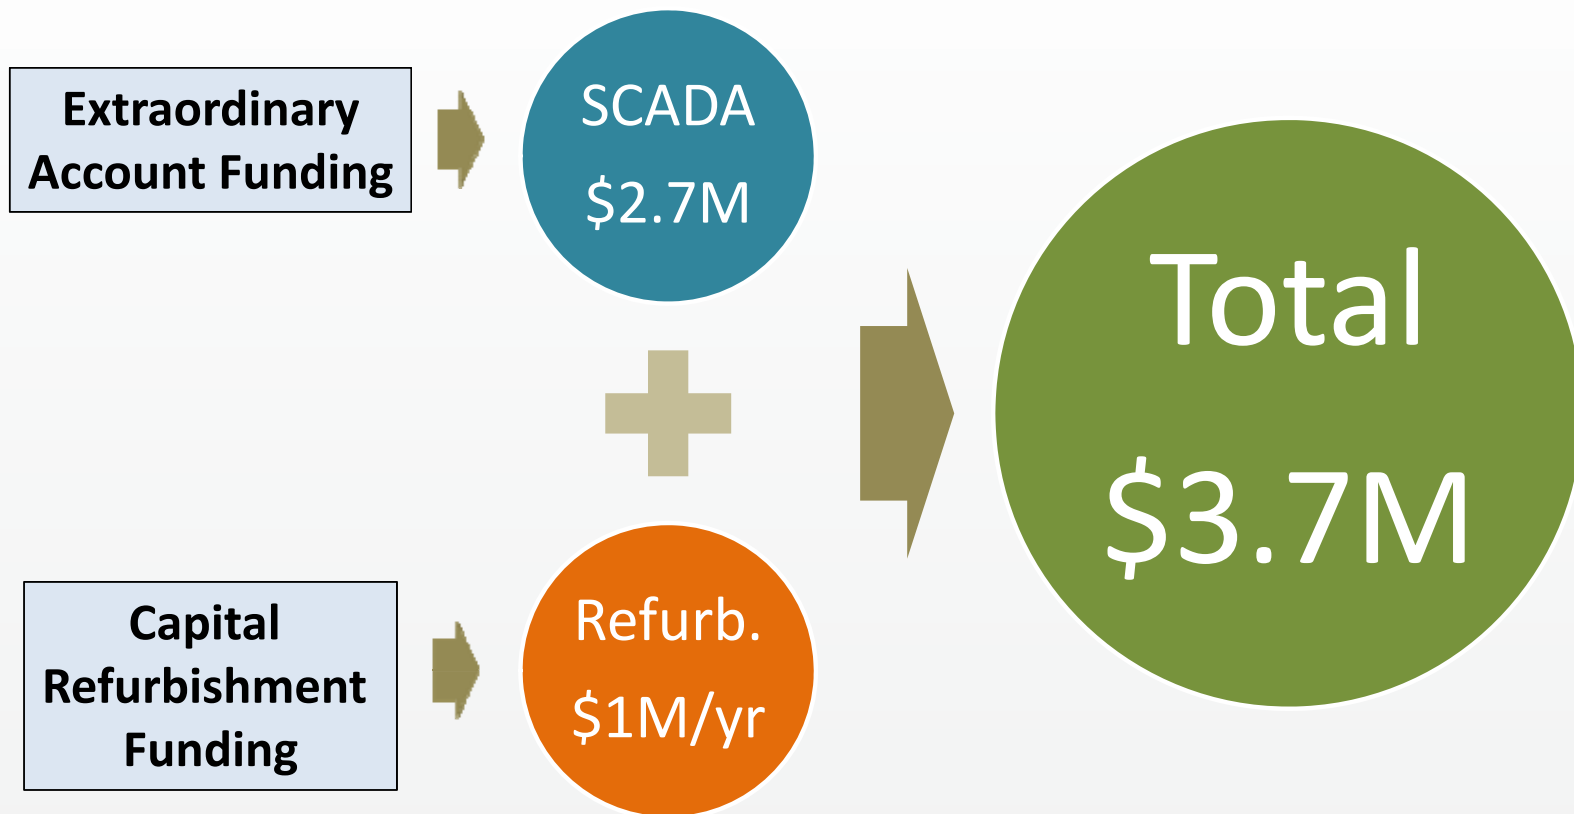 Extraordinary
Account Funding
SCADA
$2.7M
Capital
Refurbishment
Funding
Refurb.
$1M/yr
Total
$3.7M